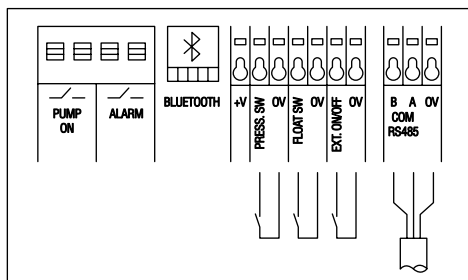 PUMP
ON
ALARM
BLUETOOTH
+V
PRESS. SW
0V
FLOAT SW
0V
EXT. ON/OFF
0V
B A 0V
COM
RS485